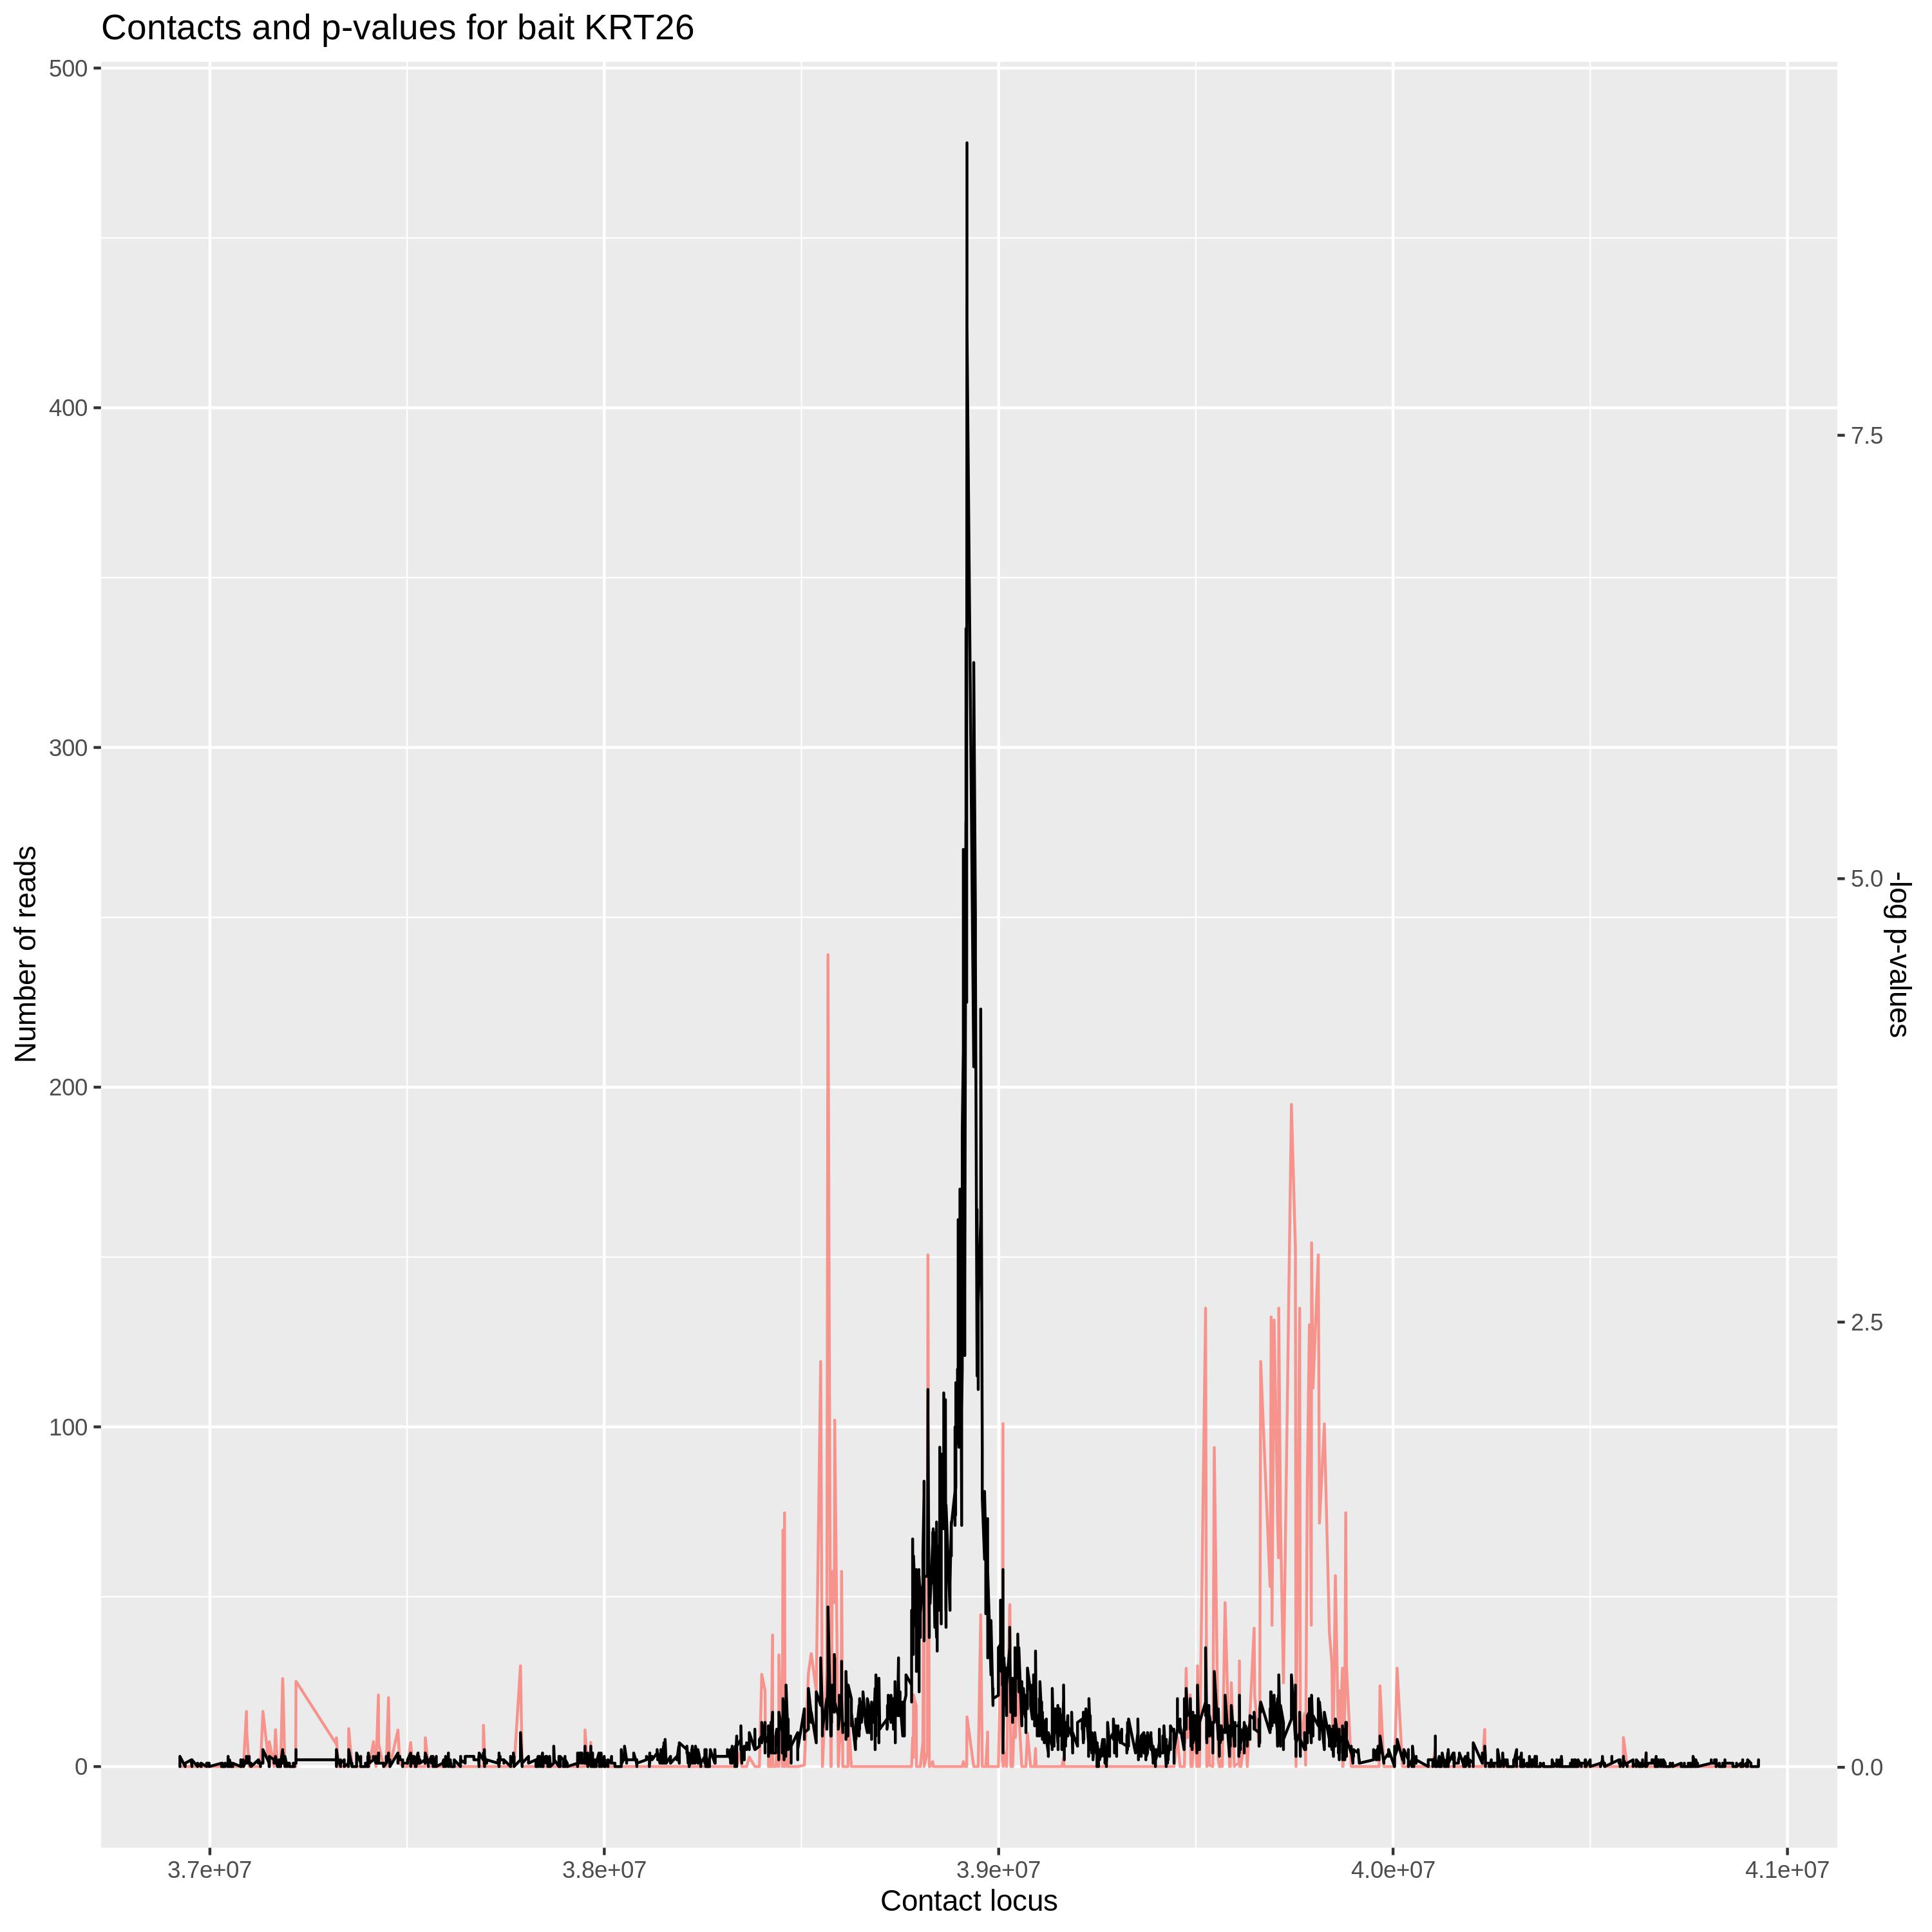 Contacts and p-values for bait KRT26
500
400
300
200
100
0
Number of reads
7.5
5.0
2.5
0.0
-log p-values
3.7e+07 3.8e+07 3.9e+07 4.0e+07 4.1e+07
Contact locus